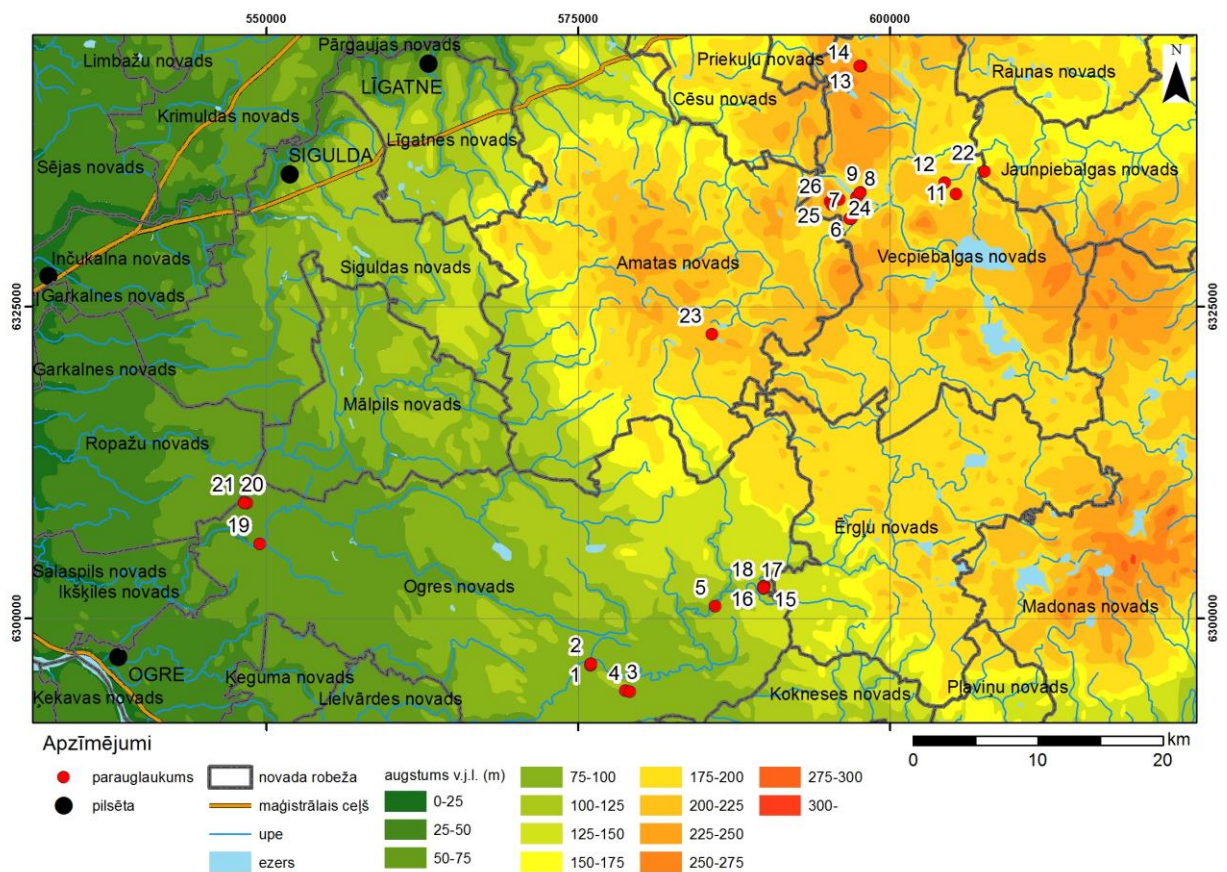 550000
575000
600000
6325000
6300000
N
Limbažu novads
Pārgaujas novads
Priekuļu novads
14
13
Raunas novads
LĪGATNE
Cēsu novads
Krimuldas novads
Līgatnes novads
SIGULDA
Sējas novads
12
22
Jaunpiebalgas novads
26
9
8
7
11
25
24
6
Inčukalna novads
Siguldas novads
Amatas novads
Vecpiebalgas novads
Garkalnes novads
23
Garkalnes novads
Mālpils novads
Ropažu novads
21
20
19
Ērgļu novads
Salaspils novads
Ikšķiles novads
Ogres novads
18
17
5
16
15
Madonas novads
2
1
4
3
OGRE
Ķeguma novads
Ķekavas novads
Lielvārdes novads
Kokneses novads
Pļaviņu novads
Apzīmējumi
parauglaukums
pilsēta
novada robeža
maģistrālais ceļš
upe
ezers
augstums v.j.l. (m)
0-25
25-50
50-75
75-100
100-125
125-150
150-175
175-200
200-225
225-250
250-275
275-300
300-
km
0
10
20